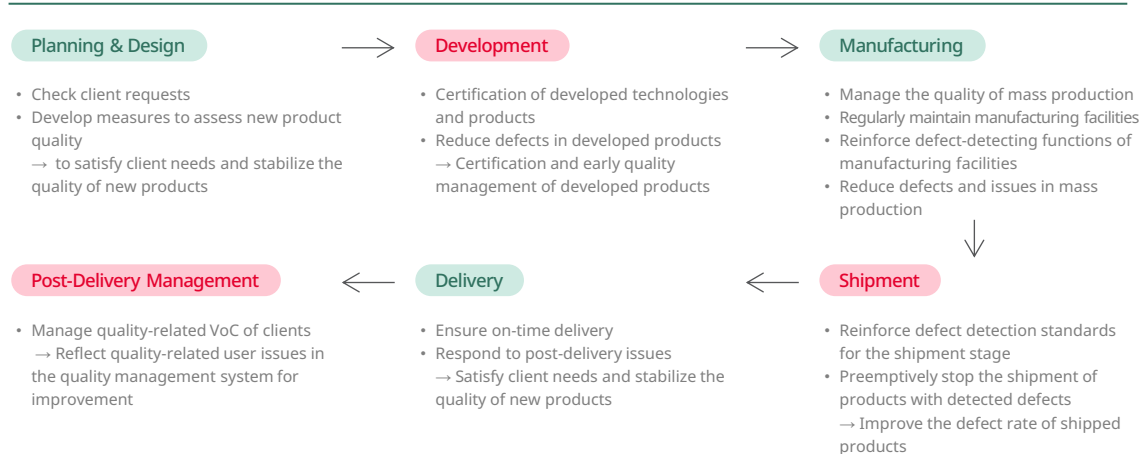 Planning & Design
• Check client requests
• Develop measures to assess new product
quality
→ to satisfy client needs and stabilize the
quality of new products
Development
• Certification of developed technologies
and products
• Reduce defects in developed products
→ Certification and early quality
management of developed products
Manufacturing
• Manage the quality of mass production
• Regularly maintain manufacturing facilities
• Reinforce defect-detecting functions of
manufacturing facilities
• Reduce defects and issues in mass
production
Shipment
• Reinforce defect detection standards
for the shipment stage
• Preemptively stop the shipment of
products with detected defects
→ Improve the defect rate of shipped
products
Delivery
• Ensure on-time delivery
• Respond to post-delivery issues
→ Satisfy client needs and stabilize the
quality of new products
Post-Delivery Management
• Manage quality-related VoC of clients
→ Reflect quality-related user issues in
the quality management system for
improvement